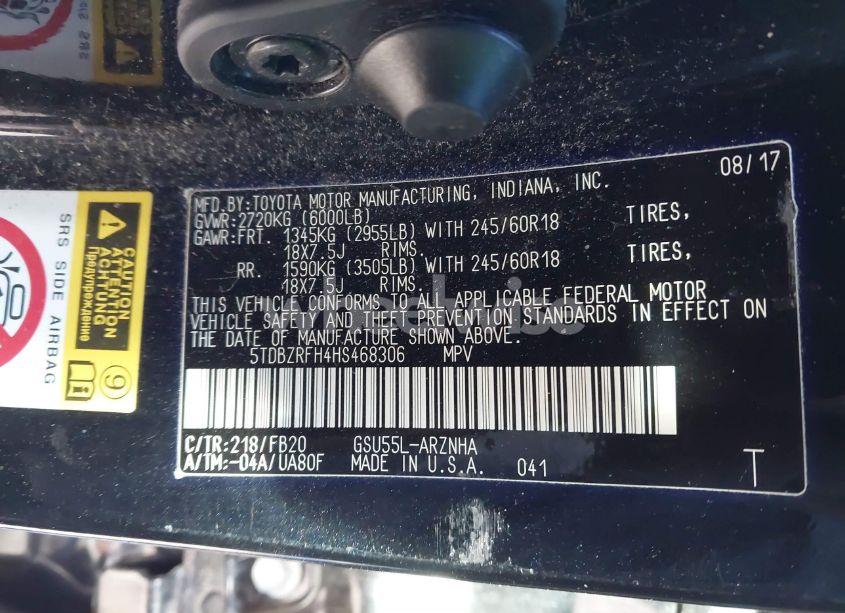 08/17
MFD.BY:TOYOTA MOTOR MANUFACTURING, INDIANA, INC.
GVWR:2720KG (6000LB)
GAWR:FRT. 1345KG (2955LB) WITH 245/60R18 TIRES,
18X7.5J RIMS.
RR. 1590KG (3505LB) WITH 245/60R18 TIRES,
18X7.5J RIMS.
THIS VEHICLE CONFORMS TO ALL APPLICABLE FEDERAL MOTOR
VEHICLE SAFETY AND THEFT PREVENTION STANDARDS IN EFFECT ON
THE DATE OF MANUFACTURE SHOWN ABOVE.
5TDBZRFH4HS468306 MPV
C/TR:218/FB20 GSU55L-ARZNHA
A/TM:-04A/UA80F MADE IN U.S.A. 041 T
SRS SIDE AIRBAG
CAUTION
ATTENTION
ACHTUNG
Предупреждение
9